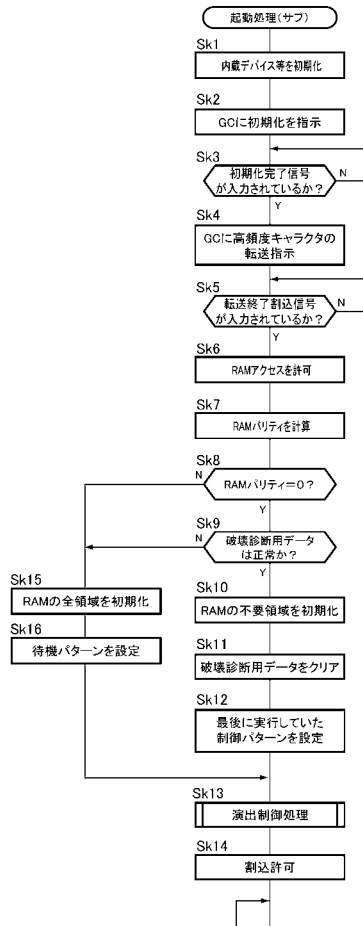 起動処理(サブ)
Sk1
内蔵デバイス等を初期化
Sk2
GCに初期化を指示
Sk3
初期化完了信号
が入力されているか?
N
Y
Sk4
GCに高頻度キャラクタの
転送指示
Sk5
転送終了割込信号
が入力されているか?
N
Y
Sk6
RAMアクセスを許可
Sk7
RAMパリティを計算
Sk8
N
RAMパリティ=0?
Y
Sk9
N
破壊診断用データ
は正常か?
Y
Sk15
RAMの全領域を初期化
Sk10
RAMの不要領域を初期化
Sk16
待機パターンを設定
Sk11
破壊診断用データをクリア
Sk12
最後に実行していた
制御パターンを設定
Sk13
演出制御処理
Sk14
割込許可